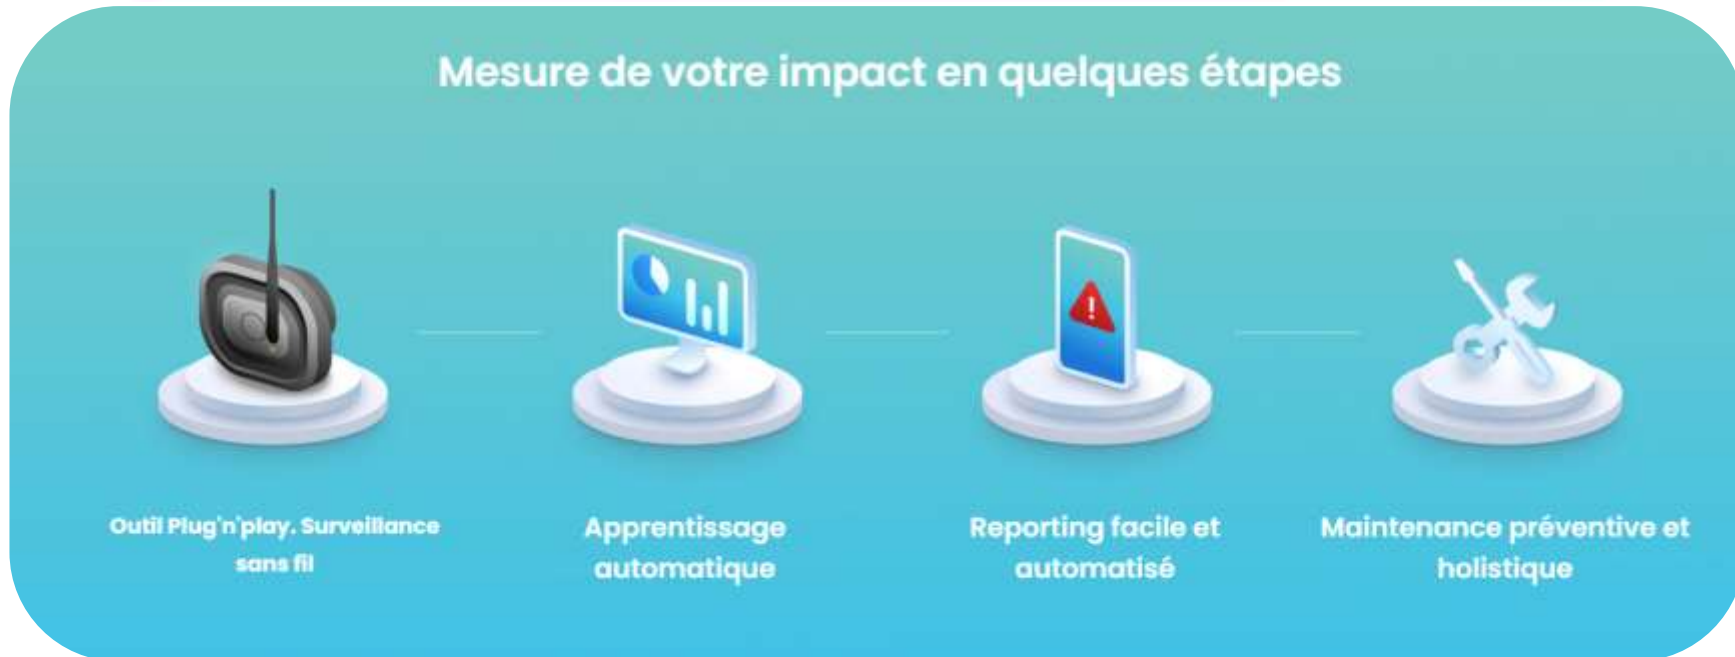 Mesure de votre impact en quelques étapes
Outil Plug'n'play. Surveillance
sans fil
Apprentissage
automatique
Reporting facile et
automatisé
Maintenance préventive et
holistique